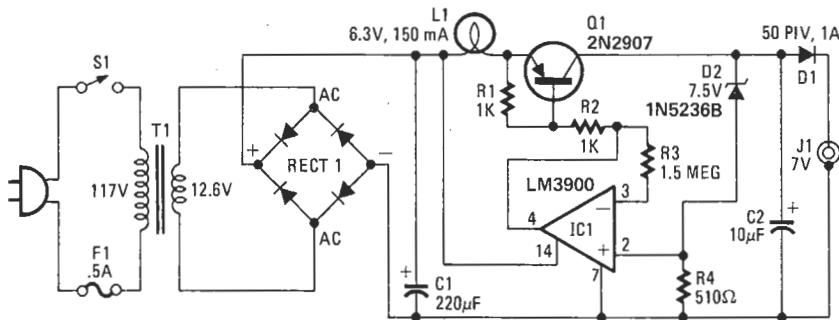 L1
6.3V, 150 mA
Q1
2N2907
50 PIV, 1A
D1
S1
AC
R1
1K
R2
1K
D2
7.5V
1N5236B
T1
+
RECT 1
−
R3
1.5 MEG
J1
7V
117V
12.6V
LM3900
3
−
4
IC1
14
+
2
7
AC
F1
.5A
+
C1
220µF
R4
510Ω
+
C2
10µF